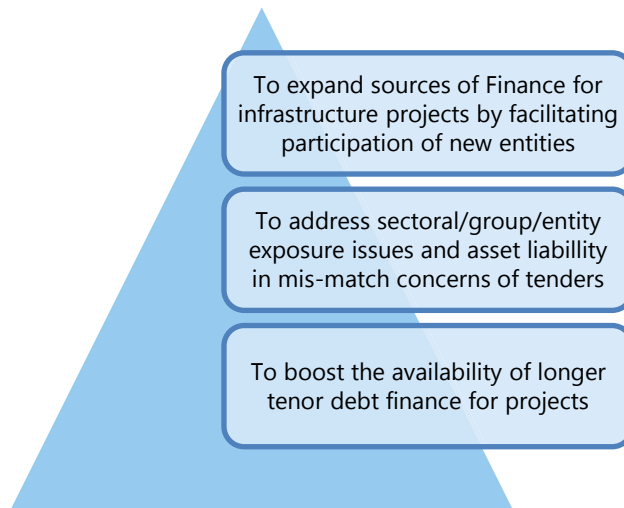 To expand sources of Finance for
infrastructure projects by facilitating
participation of new entities
To address sectoral/group/entity
exposure issues and asset liabillity
in mis-match concerns of tenders
To boost the availability of longer
tenor debt finance for projects